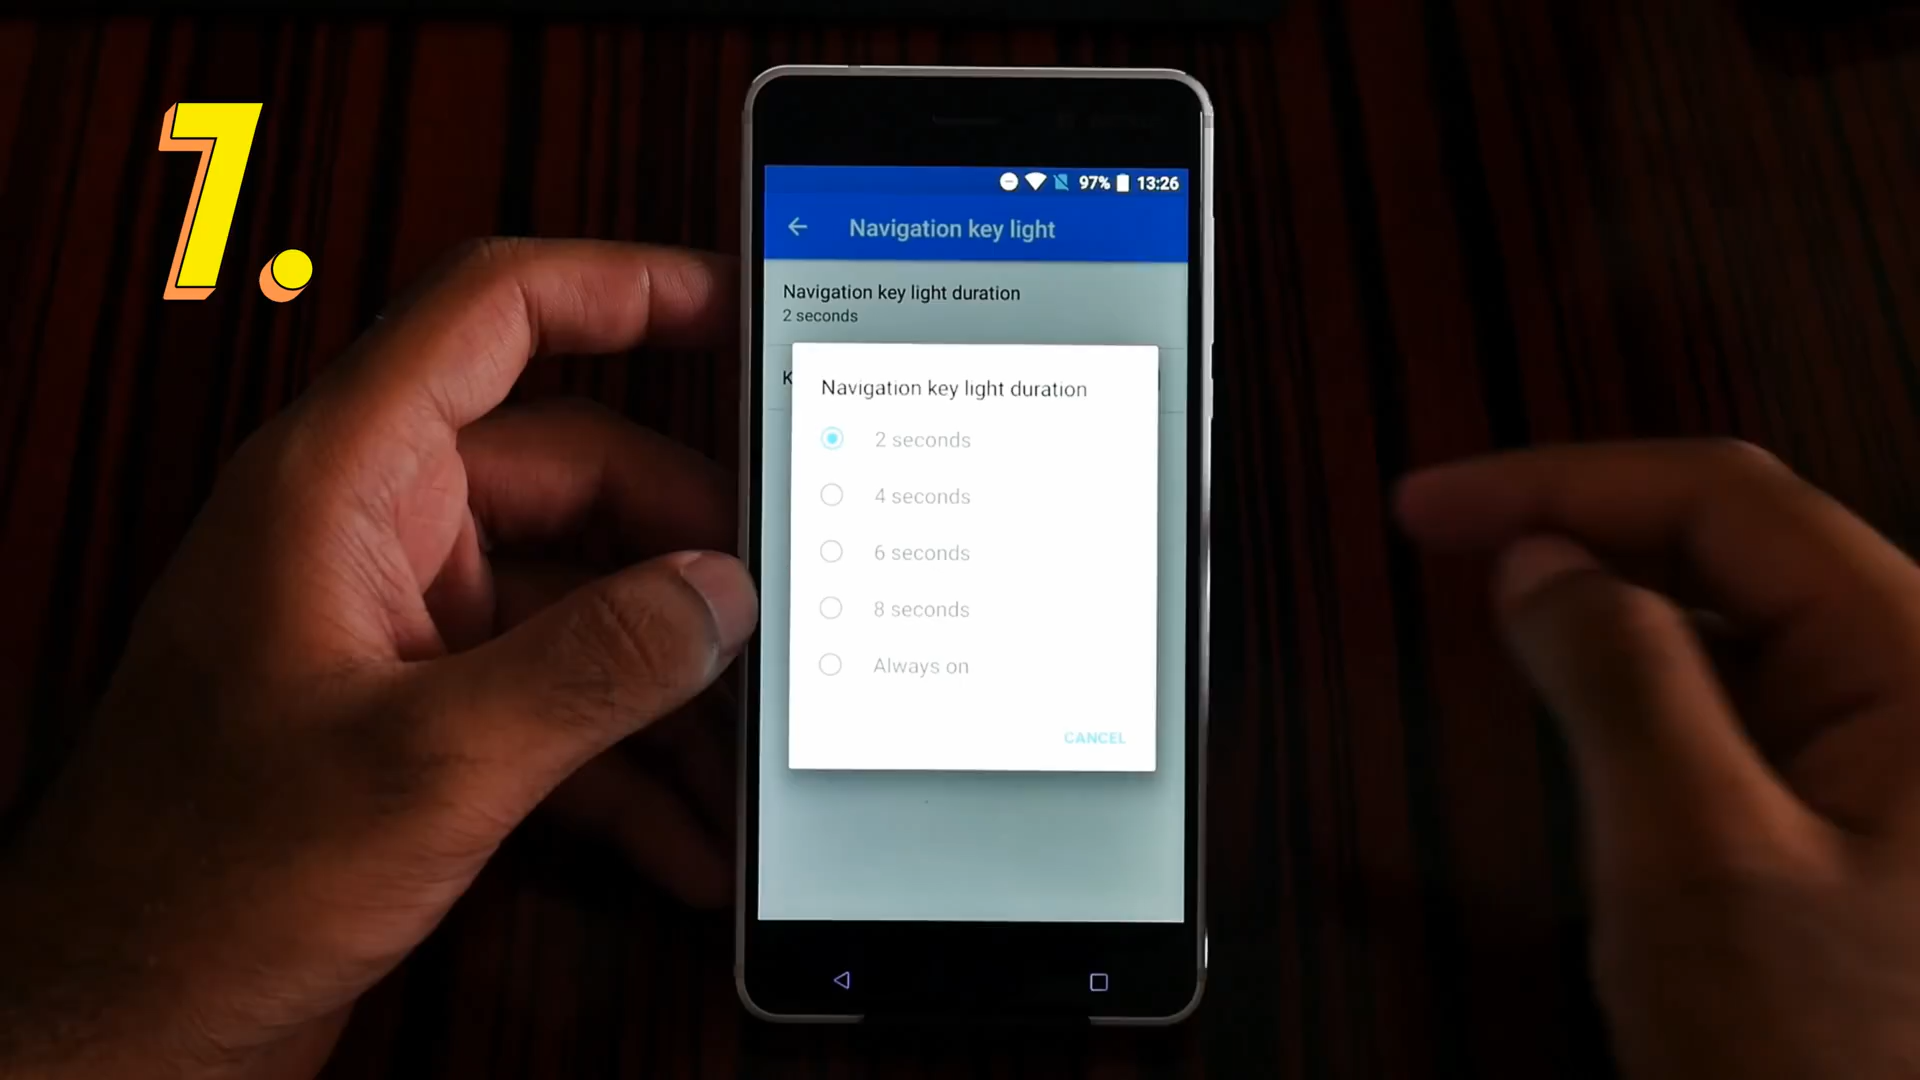 7.
97% 13:26
Navigation key light
Navigation key light duration
2 seconds
K
Navigation key light duration
2 seconds
4 seconds
6 seconds
8 seconds
Always on
CANCEL